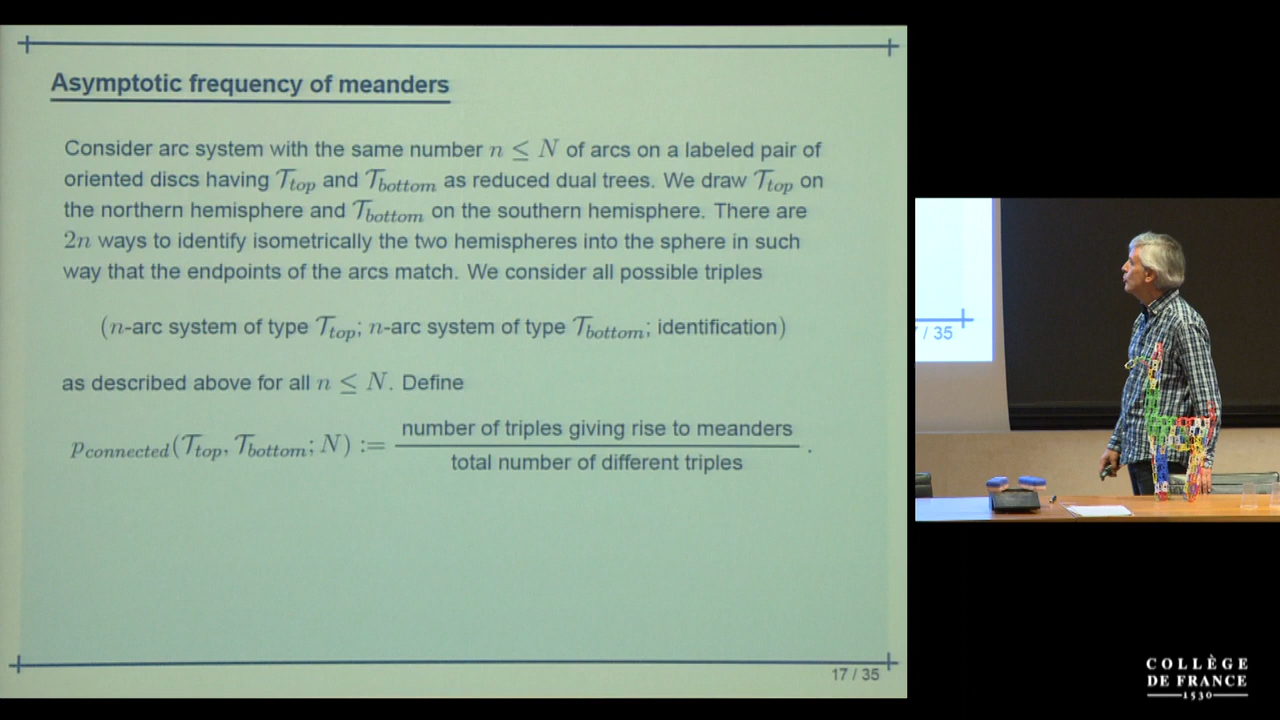 Asymptotic frequency of meanders
Consider arc system with the same number n ≤ N of arcs on a labeled pair of
oriented discs having 𝒯_top and 𝒯_bottom as reduced dual trees. We draw 𝒯_top on
the northern hemisphere and 𝒯_bottom on the southern hemisphere. There are
2n ways to identify isometrically the two hemispheres into the sphere in such
way that the endpoints of the arcs match. We consider all possible triples
(n-arc system of type 𝒯_top; n-arc system of type 𝒯_bottom; identification)
as described above for all n ≤ N. Define
p_connected(𝒯_top, 𝒯_bottom; N) := number of triples giving rise to meanders / total number of different triples .
17 / 35
/ 35
COLLÈGE
DE FRANCE
1530